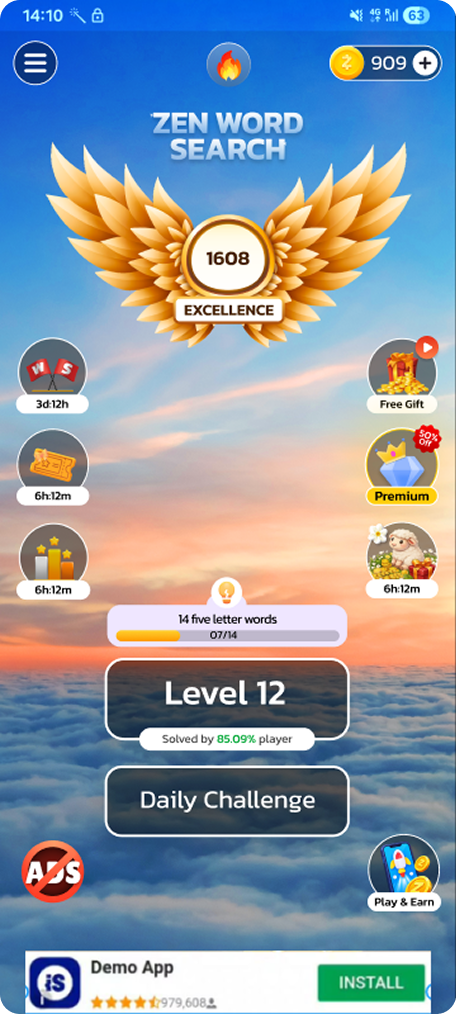 14:10 4G R 63
909
ZEN WORD
SEARCH
1608
EXCELLENCE
W S
3d:12h
Free Gift
50%
Off
6h:12m
Premium
6h:12m
6h:12m
14 five letter words
07/14
Level 12
Solved by 85.09% player
Daily Challenge
ADS
Play & Earn
iS
Demo App
INSTALL
979,608